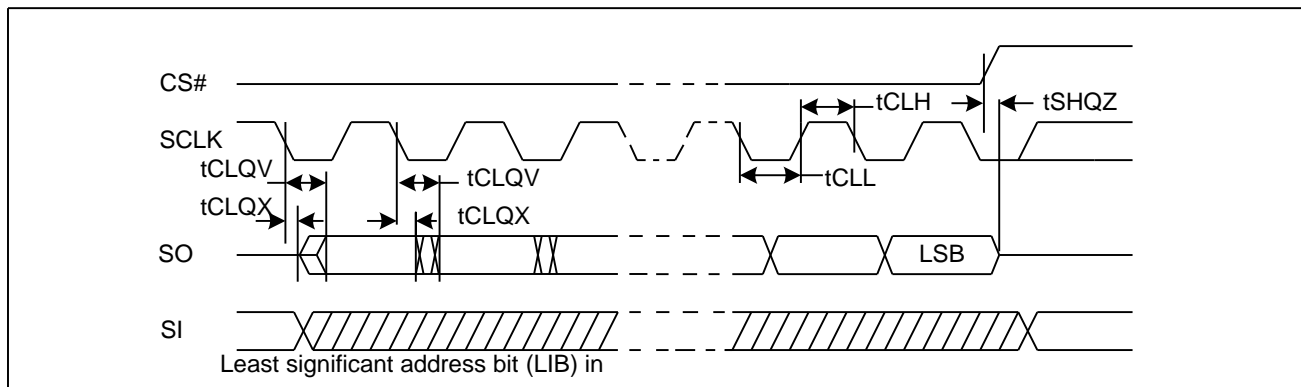 CS#
tCLH
tSHQZ
SCLK
tCLQV
tCLQV
tCLL
tCLQX
tCLQX
SO
LSB
SI
Least significant address bit (LIB) in